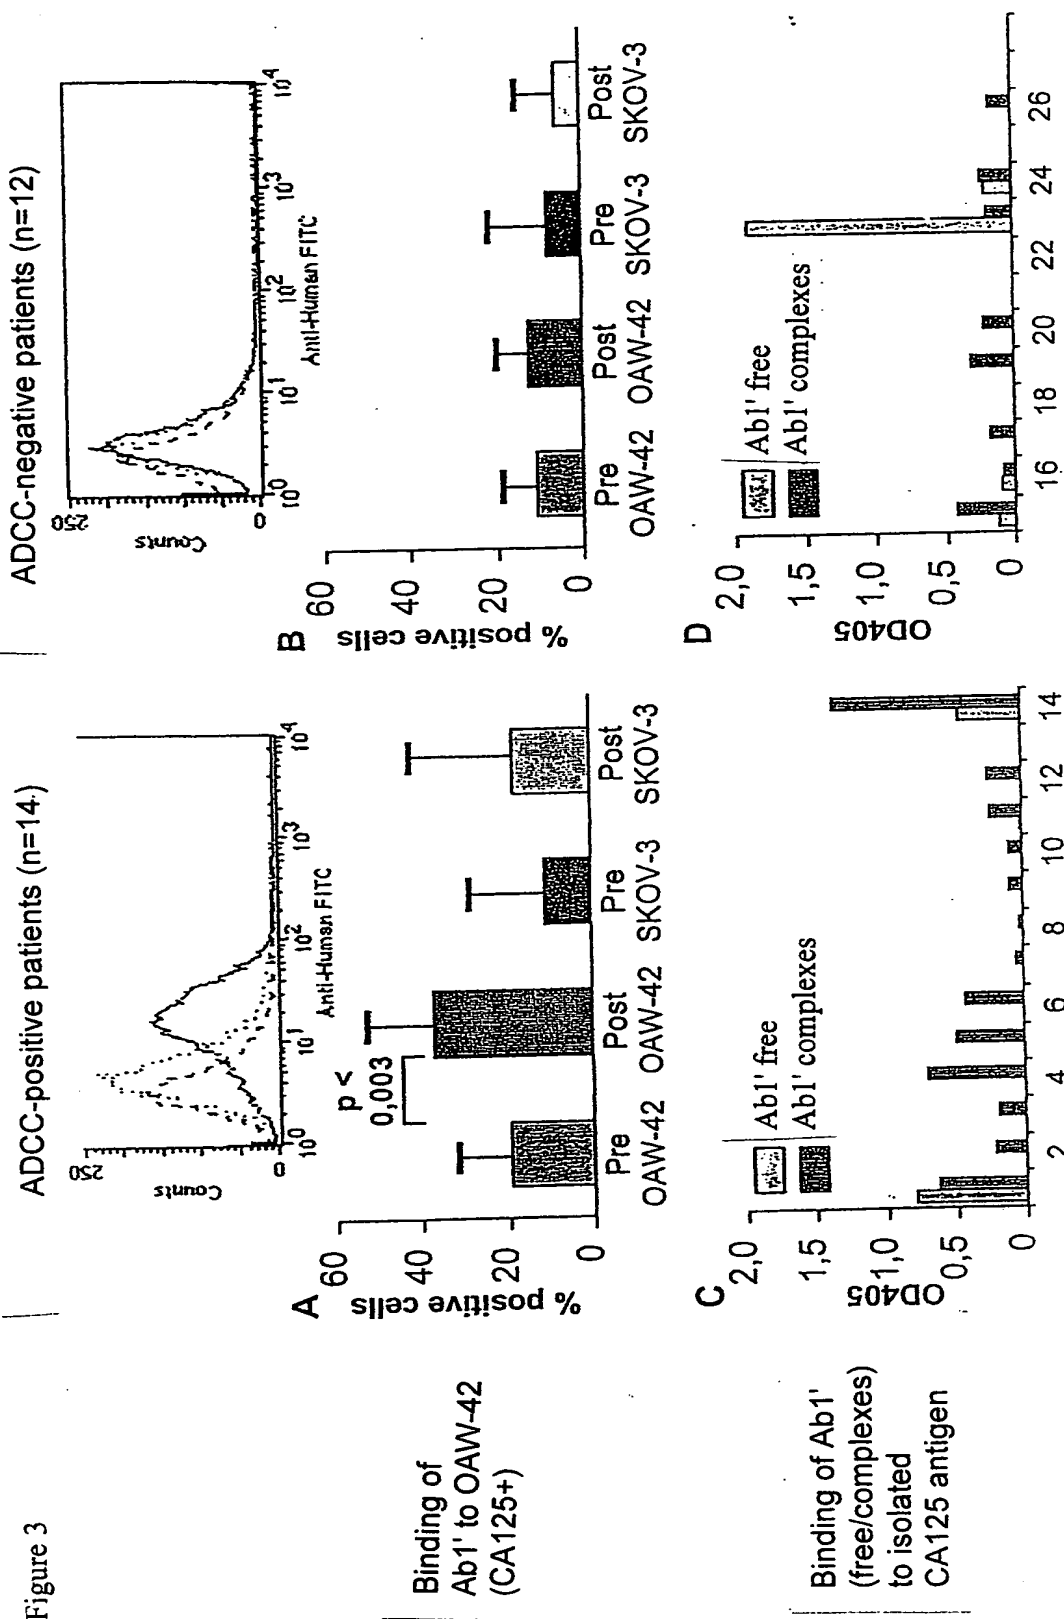 Figure 3
ADCC-positive patients (n=14)
250
Counts
0
10^0
10^1
10^2
10^3
10^4
Anti-Human FITC
ADCC-negative patients (n=12)
250
Counts
0
10^0
10^1
10^2
10^3
10^4
Anti-Human FITC
Binding of
Ab1' to OAW-42
(CA125+)
A
% positive cells
60
40
20
0
p <
0,003
Pre
OAW-42
Post
OAW-42
Pre
SKOV-3
Post
SKOV-3
B
% positive cells
60
40
20
0
Pre
OAW-42
Post
OAW-42
Pre
SKOV-3
Post
SKOV-3
Binding of Ab1'
(free/complexes)
to isolated
CA125 antigen
C
OD405
2,0
1,5
1,0
0,5
0
Ab1' free
Ab1' complexes
2
4
6
8
10
12
14
D
OD405
2,0
1,5
1,0
0,5
0
Ab1' free
Ab1' complexes
16
18
20
22
24
26